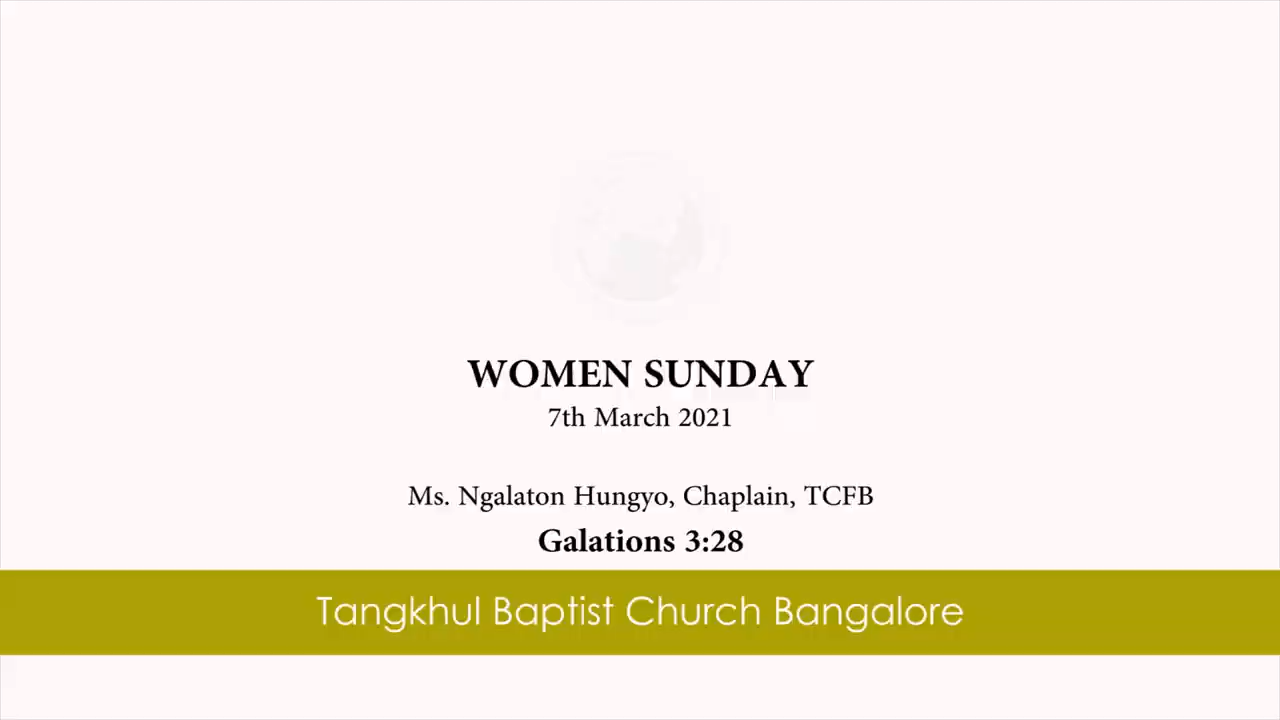 WOMEN SUNDAY
7th March 2021
Ms. Ngalaton Hungyo, Chaplain, TCFB
Galations 3:28
Tangkhul Baptist Church Bangalore